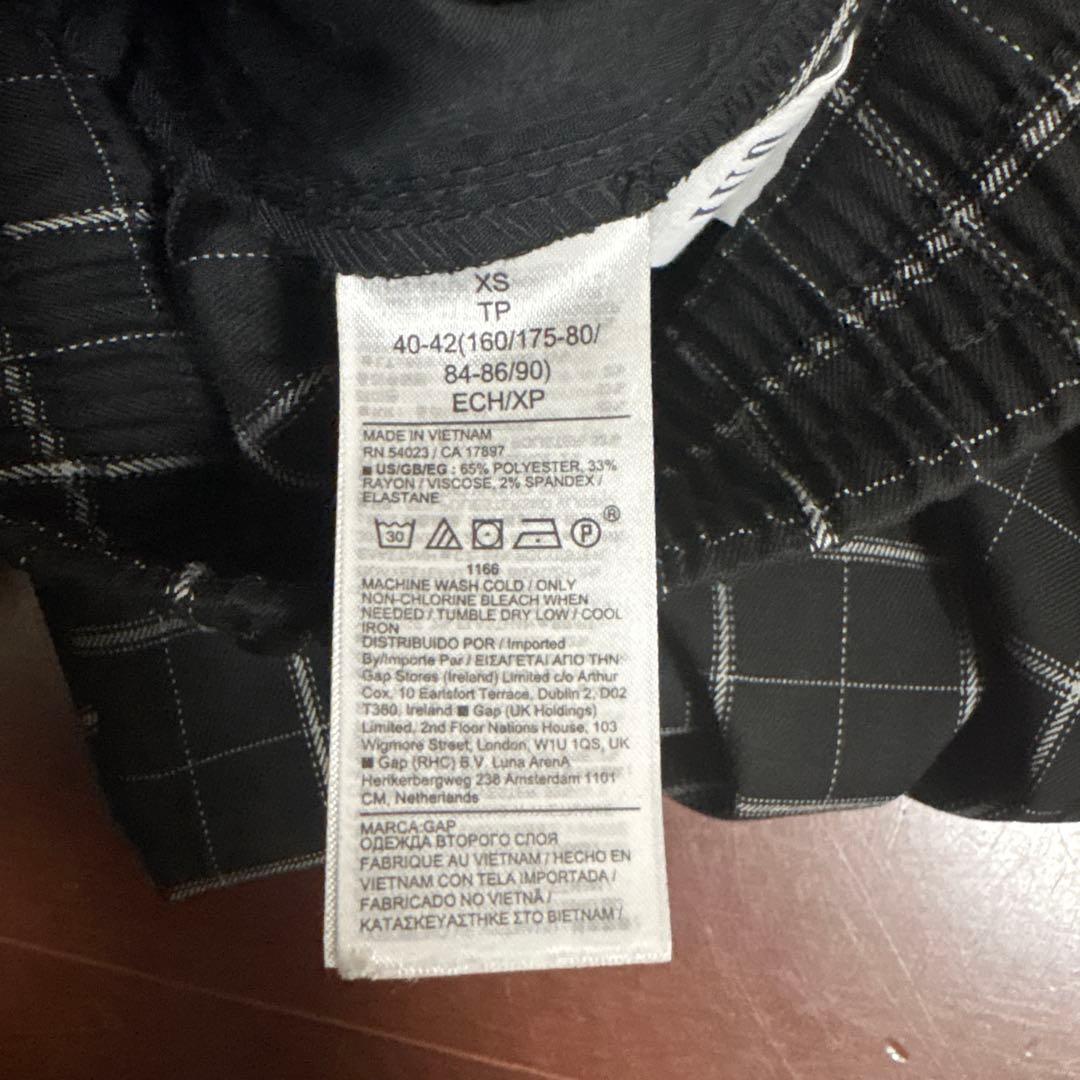 XS
TP
40-42(160/175-80/
84-86/90)
ECH/XP
MADE IN VIETNAM
RN 54023 / CA 17897
■ US/GB/EG : 65% POLYESTER, 33%
RAYON / VISCOSE, 2% SPANDEX /
ELASTANE
30 P ®
1166
MACHINE WASH COLD / ONLY
NON-CHLORINE BLEACH WHEN
NEEDED / TUMBLE DRY LOW / COOL
IRON
DISTRIBUIDO POR / Imported
By/Importe Par / ΕΙΣΑΓΕΤΑΙ ΑΠΟ ΤΗΝ
Gap Stores (Ireland) Limited c/o Arthur
Cox, 10 Earlsfort Terrace, Dublin 2, D02
T380, Ireland ■ Gap (UK Holdings)
Limited, 2nd Floor Nations House, 103
Wigmore Street, London, W1U 1QS, UK
■ Gap (RHC) B.V. Luna ArenA
Herikerbergweg 238 Amsterdam 1101
CM, Netherlands
MARCA:GAP
ОДЕЖДА ВТОРОГО СЛОЯ
FABRIQUE AU VIETNAM / HECHO EN
VIETNAM CON TELA IMPORTADA /
FABRICADO NO VIETNÃ /
ΚΑΤΑΣΚΕΥΑΣΤΗΚΕ ΣΤΟ ΒΙΕΤΝΑΜ /